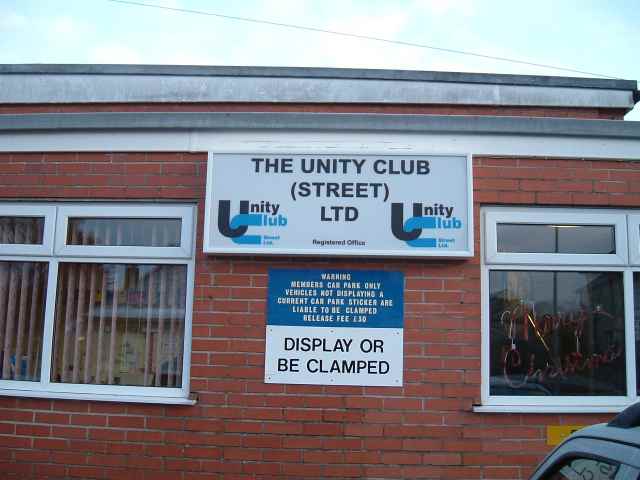 THE UNITY CLUB
(STREET)
LTD
Unity
Club
Street
Ltd.
Registered Office
Unity
Club
Street
Ltd.
WARNING
MEMBERS CAR PARK ONLY
VEHICLES NOT DISPLAYING A
CURRENT CAR PARK STICKER ARE
LIABLE TO BE CLAMPED
RELEASE FEE £30
DISPLAY OR
BE CLAMPED
Merry
Christmas